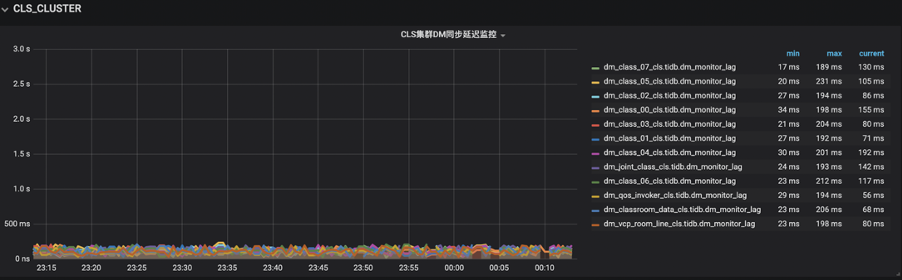 CLS_CLUSTER
CLS集群DM同步延迟监控
3.0 s
2.5 s
2.0 s
1.5 s
1.0 s
500 ms
0 ns
23:15 23:20 23:25 23:30 23:35 23:40 23:45 23:50 23:55 00:00 00:05 00:10
min max current
dm_class_07_cls.tidb.dm_monitor_lag 17 ms 189 ms 130 ms
dm_class_05_cls.tidb.dm_monitor_lag 20 ms 231 ms 105 ms
dm_class_02_cls.tidb.dm_monitor_lag 27 ms 194 ms 86 ms
dm_class_00_cls.tidb.dm_monitor_lag 34 ms 198 ms 155 ms
dm_class_03_cls.tidb.dm_monitor_lag 21 ms 204 ms 80 ms
dm_class_01_cls.tidb.dm_monitor_lag 27 ms 192 ms 71 ms
dm_class_04_cls.tidb.dm_monitor_lag 30 ms 201 ms 192 ms
dm_joint_class_cls.tidb.dm_monitor_lag 24 ms 193 ms 142 ms
dm_class_06_cls.tidb.dm_monitor_lag 23 ms 212 ms 117 ms
dm_qos_invoker_cls.tidb.dm_monitor_lag 29 ms 194 ms 56 ms
dm_classroom_data_cls.tidb.dm_monitor_lag 23 ms 206 ms 68 ms
dm_vcp_room_line_cls.tidb.dm_monitor_lag 23 ms 198 ms 80 ms